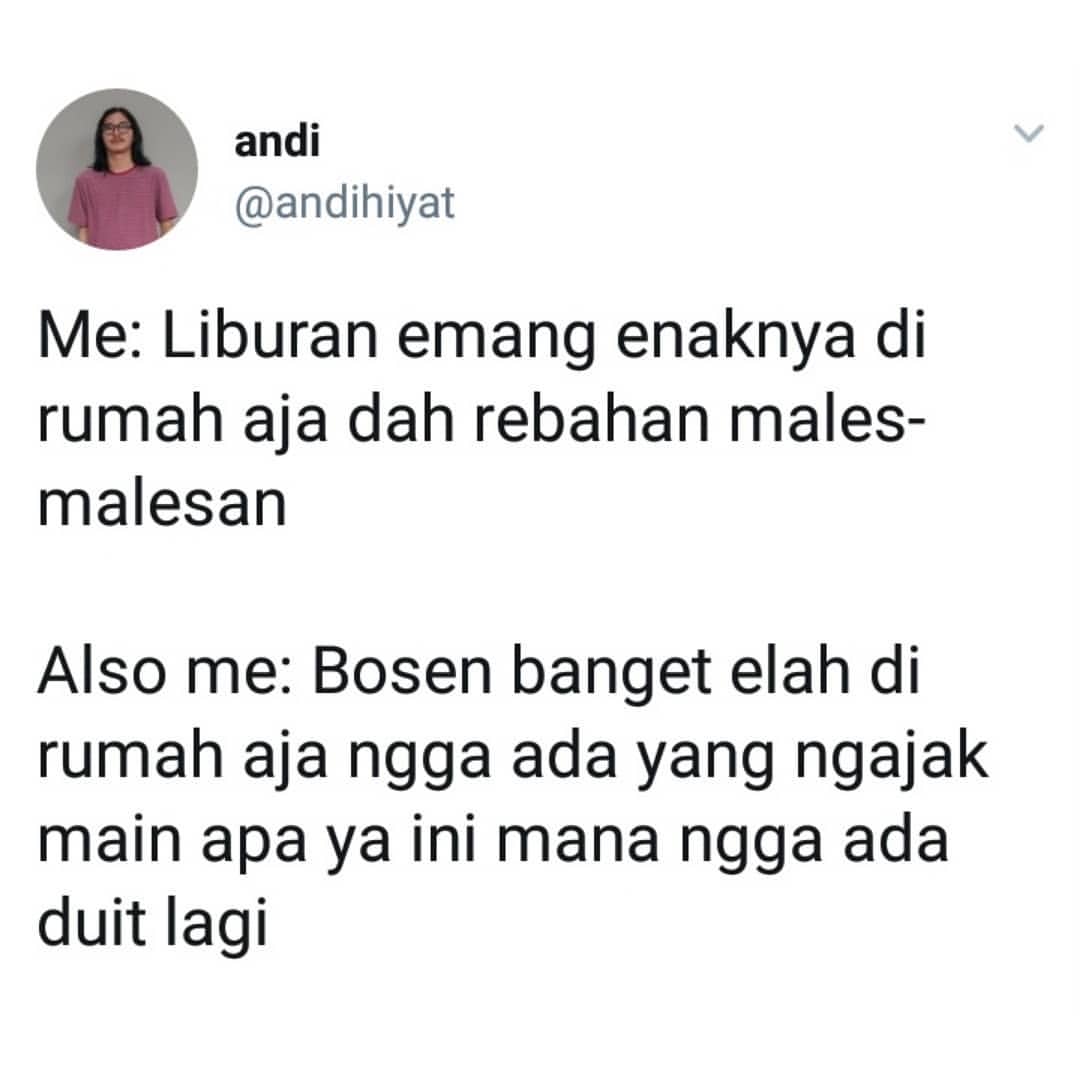 andi
@andihiyat
Me: Liburan emang enaknya di
rumah aja dah rebahan males-
malesan
Also me: Bosen banget elah di
rumah aja ngga ada yang ngajak
main apa ya ini mana ngga ada
duit lagi